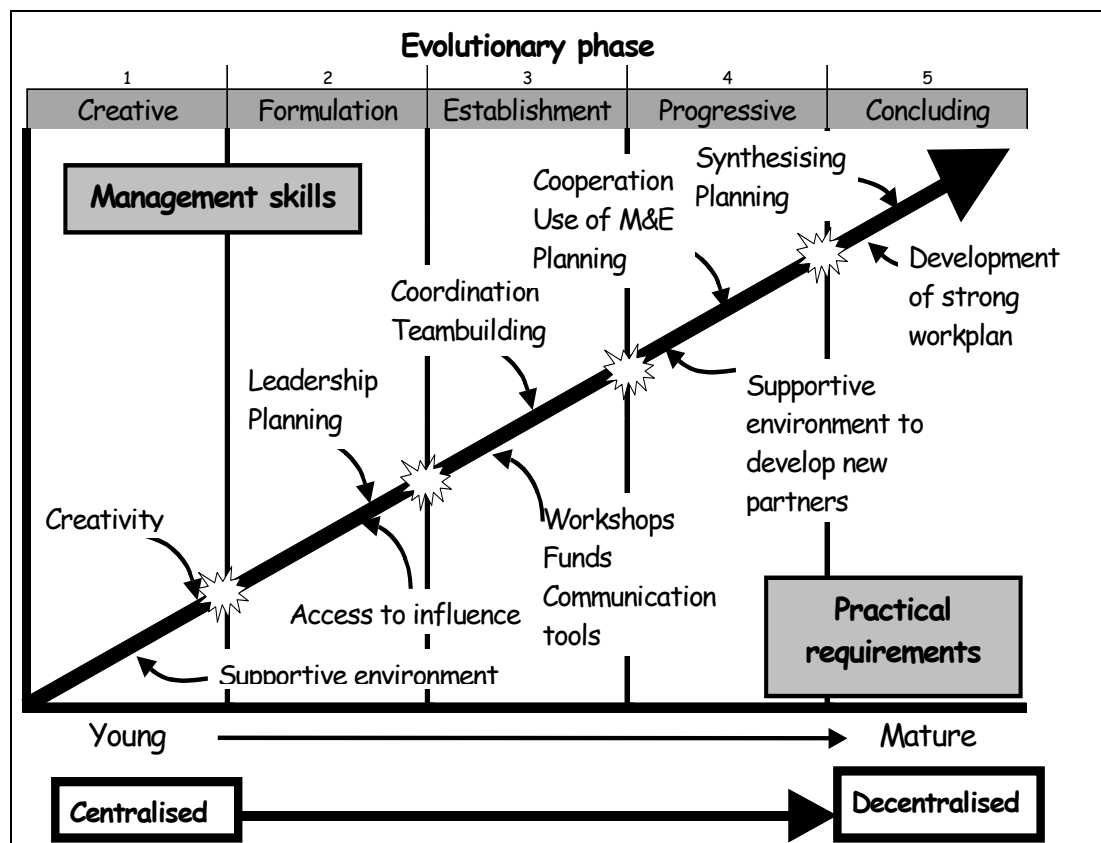 Evolutionary phase
1 2 3 4 5
Creative Formulation Establishment Progressive Concluding
Management skills
Synthesising
Planning
Cooperation
Use of M&E
Planning
Development
of strong
workplan
Coordination
Teambuilding
Leadership
Planning
Supportive
environment to
develop new
partners
Creativity
Workshops
Funds
Communication
tools
Access to influence
Practical
requirements
Supportive environment
Young Mature
Centralised Decentralised